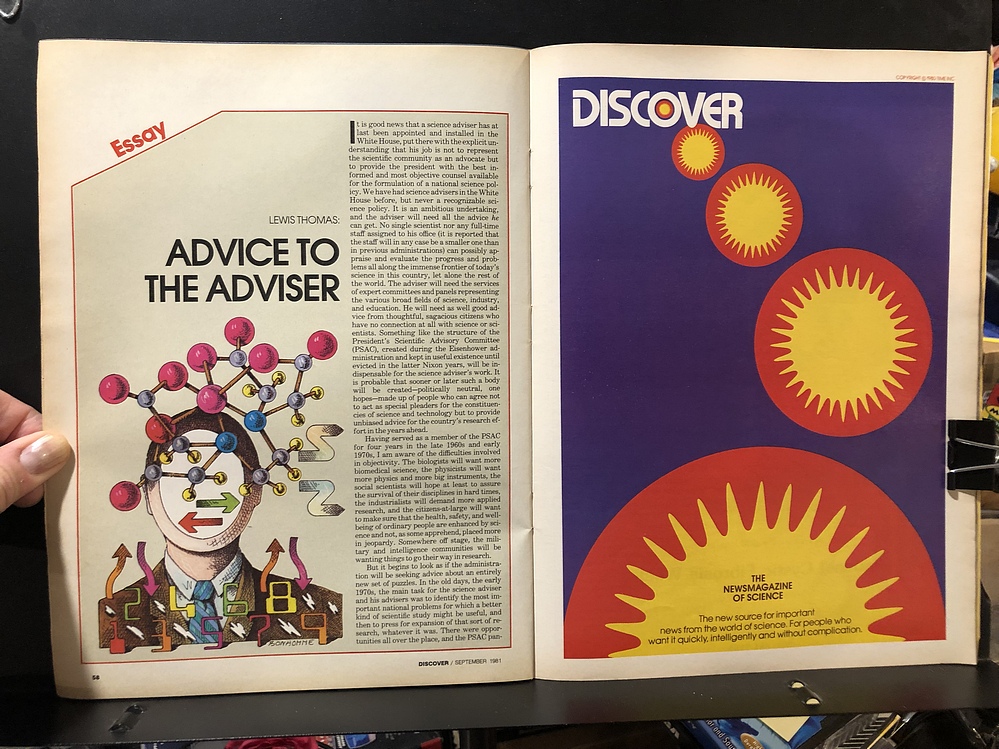 Essay
LEWIS THOMAS:
ADVICE TO
THE ADVISER
It is good news that a science adviser has at
last been appointed and installed in the
White House, put there with the explicit un-
derstanding that his job is not to represent
the scientific community as an advocate but
to provide the president with the best in-
formed and most objective counsel available
for the formulation of a national science pol-
icy. We have had science advisers in the White
House before, but never a recognizable sci-
ence policy. It is an ambitious undertaking,
and the adviser will need all the advice he
can get. No single scientist nor any full-time
staff assigned to his office (it is reported that
the staff will in any case be a smaller one than
in previous administrations) can possibly ap-
praise and evaluate the progress and prob-
lems all along the immense frontier of today's
science in this country, let alone the rest of
the world. The adviser will need the services
of expert committees and panels representing
the various broad fields of science, industry,
and education. He will need as well good ad-
vice from thoughtful, sagacious citizens who
have no connection at all with science or sci-
entists. Something like the structure of the
President's Scientific Advisory Committee
(PSAC), created during the Eisenhower ad-
ministration and kept in useful existence until
evicted in the latter Nixon years, will be in-
dispensable for the science adviser's work. It
is probable that sooner or later such a body
will be created—politically neutral, one
hopes—made up of people who can agree not
to act as special pleaders for the constituen-
cies of science and technology but to provide
unbiased advice for the country's research ef-
fort in the years ahead.
Having served as a member of the PSAC
for four years in the late 1960s and early
1970s, I am aware of the difficulties involved
in objectivity. The biologists will want more
biomedical science, the physicists will want
more physics and more big instruments, the
social scientists will hope at least to assure
the survival of their disciplines in hard times,
the industrialists will demand more applied
research, and the citizens-at-large will want
to make sure that the health, safety, and well-
being of ordinary people are enhanced by sci-
ence and not, as some apprehend, placed more
in jeopardy. Somewhere off stage, the mili-
tary and intelligence communities will be
wanting things to go their way in research.
But it begins to look as if the administra-
tion will be seeking advice about an entirely
new set of puzzles. In the old days, the early
1970s, the main task for the science adviser
and his advisers was to identify the most im-
portant national problems for which a better
kind of scientific study might be useful, and
then to press for expansion of that sort of re-
search, whatever it was. There were oppor-
tunities all over the place, and the PSAC pan-
2 4 6 8
1 3 5 7 9
BONHOMME
58
DISCOVER / SEPTEMBER 1981
COPYRIGHT © 1980 TIME INC.
DISCOVER
THE
NEWSMAGAZINE
OF SCIENCE
The new source for important
news from the world of science. For people who
want it quickly, intelligently and without complication.